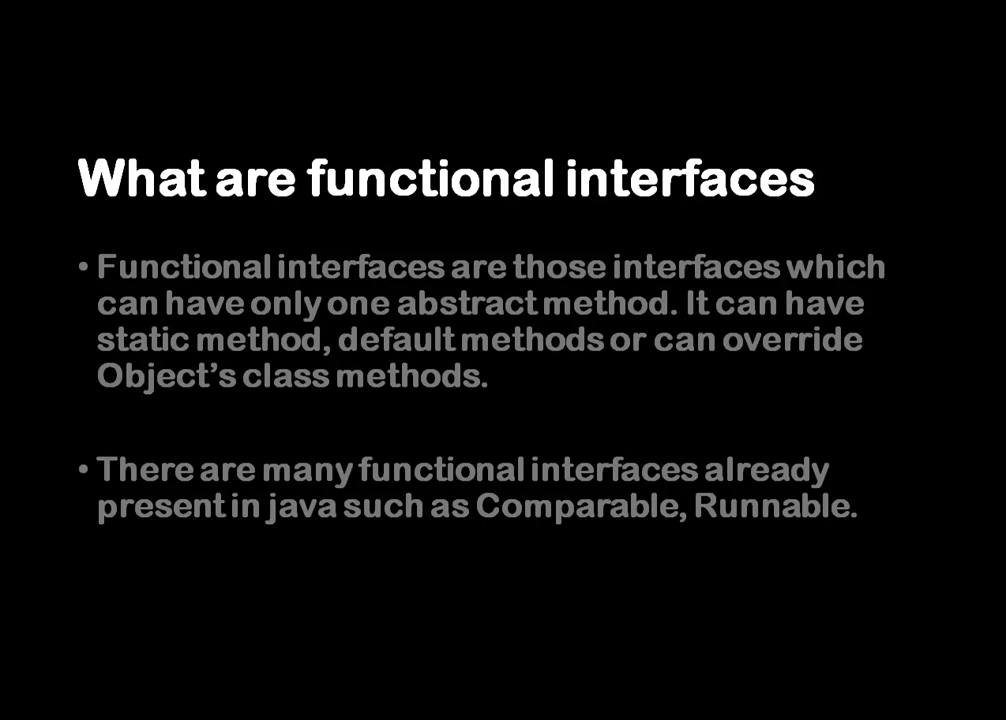 What are functional interfaces
• Functional interfaces are those interfaces which
can have only one abstract method. It can have
static method, default methods or can override
Object’s class methods.
• There are many functional interfaces already
present in java such as Comparable, Runnable.